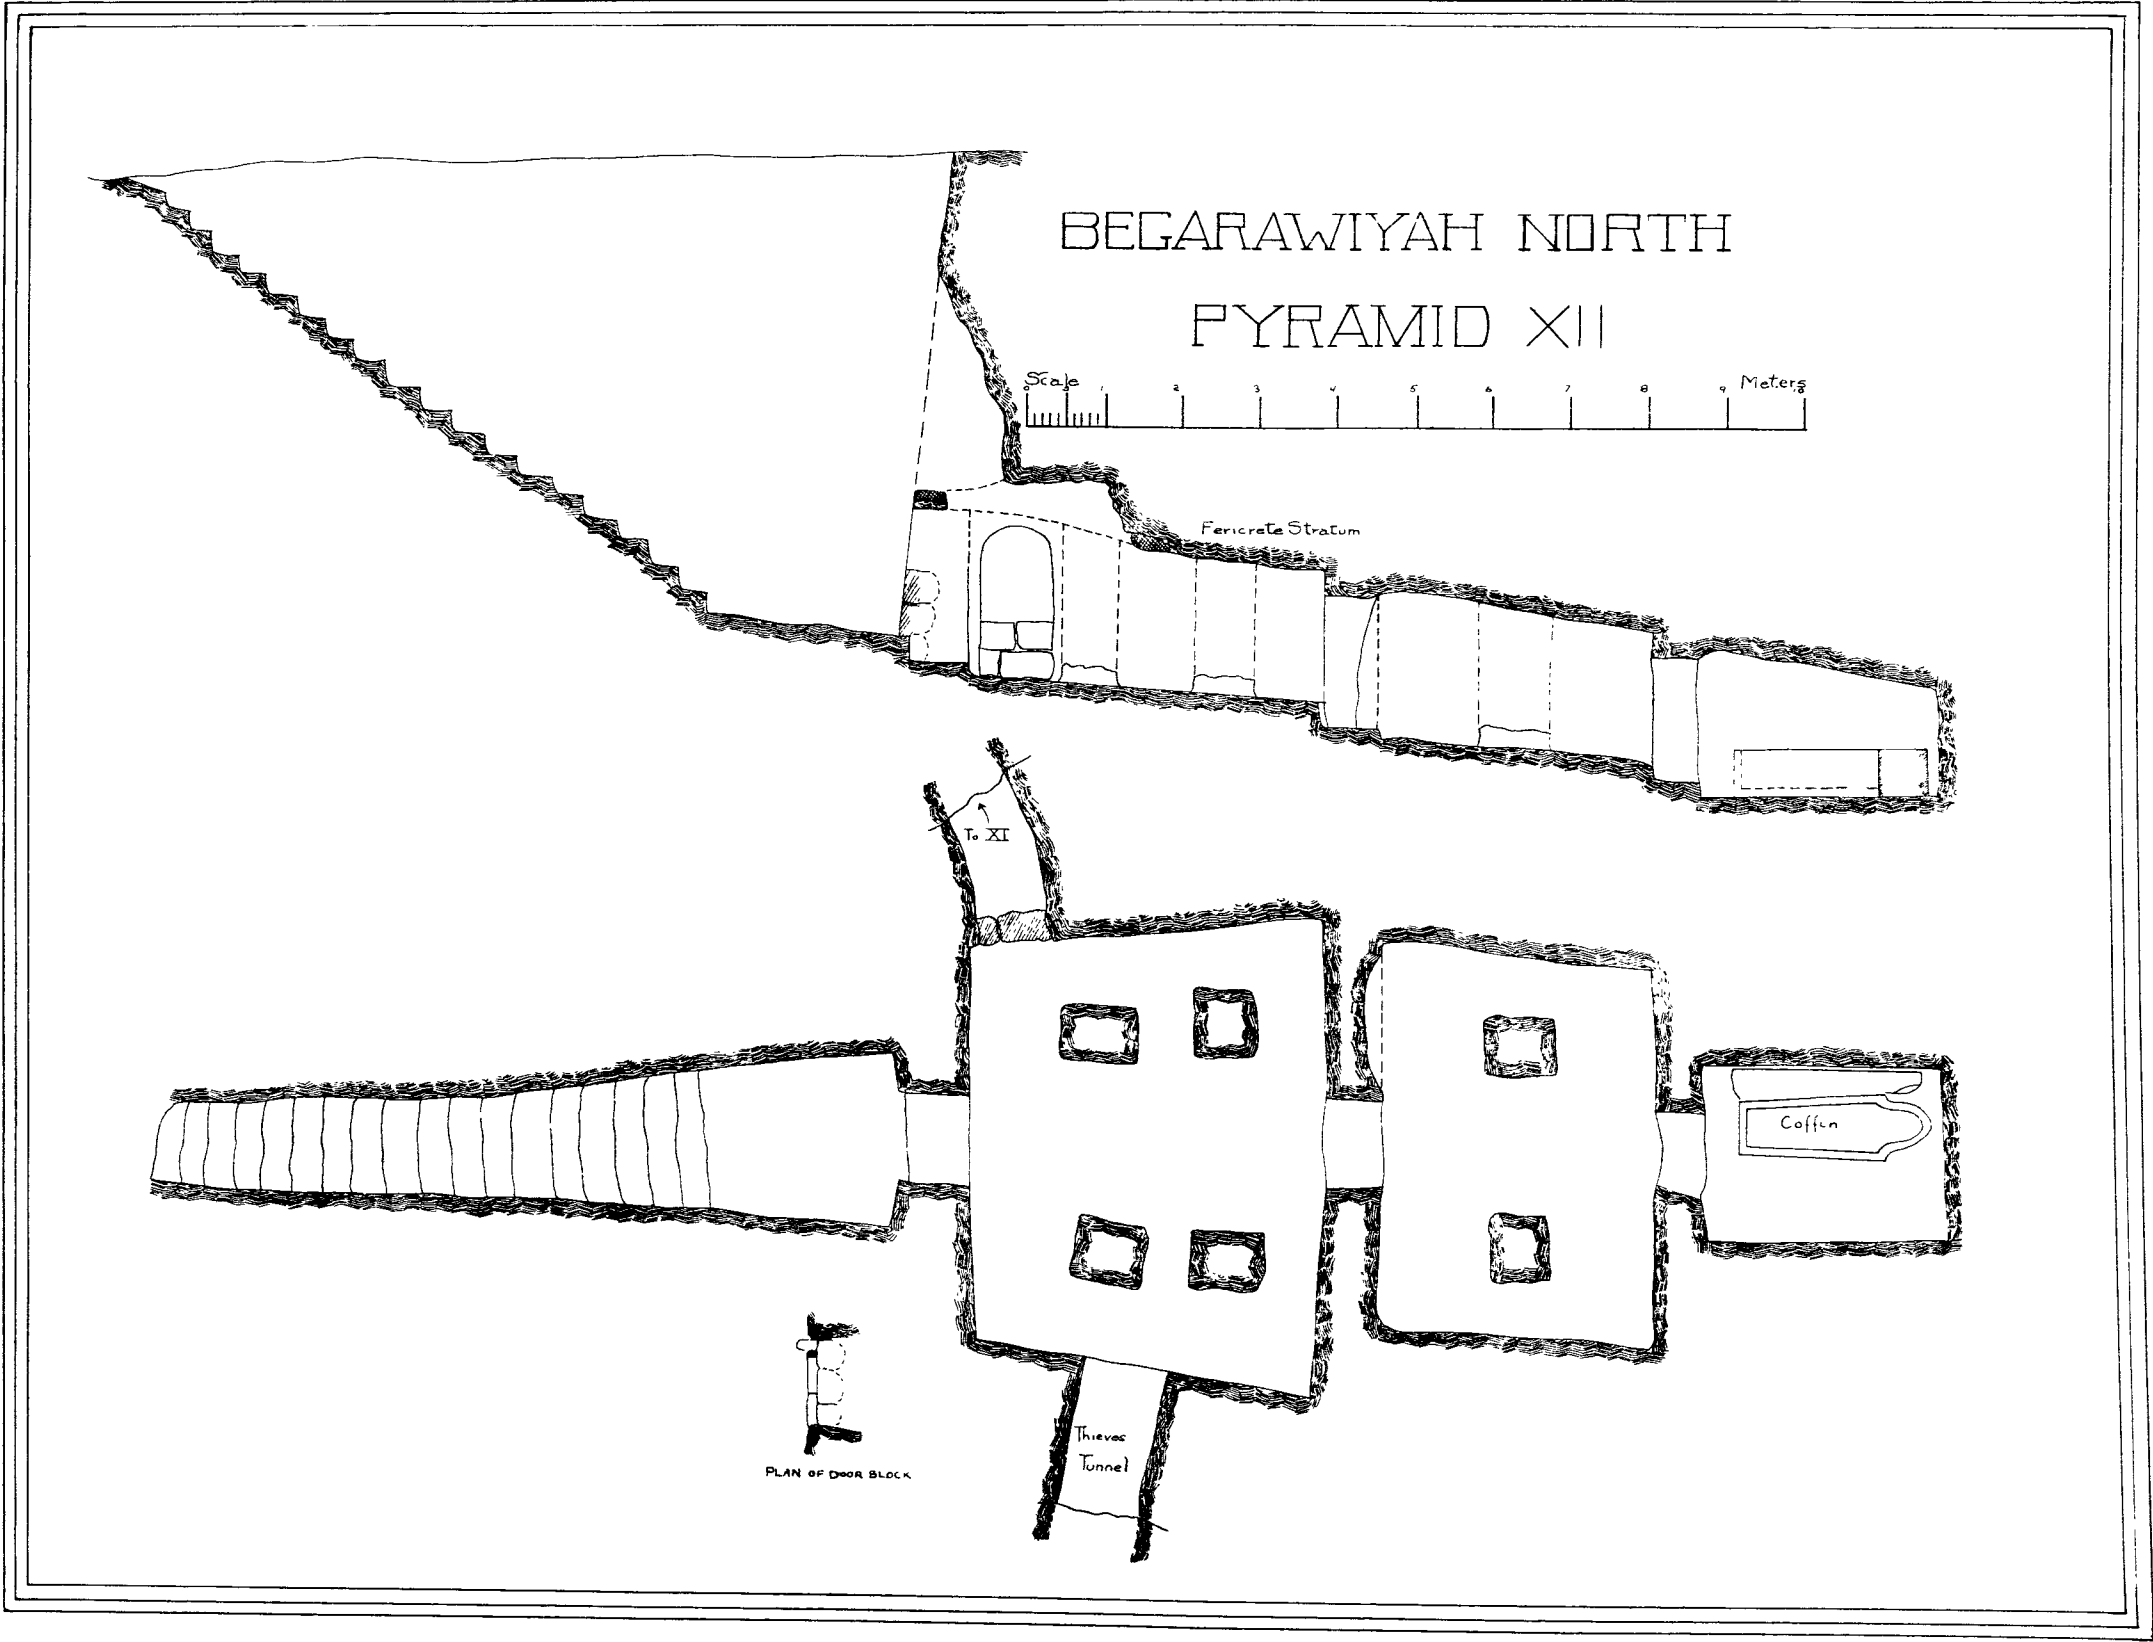 BEGARAWIYAH NORTH
PYRAMID XII
Scale Meters
0 1 2 3 4 5 6 7 8 9 10
Fericrete Stratum
To XI
Coffin
Thieves
Tunnel
PLAN OF DOOR BLOCK